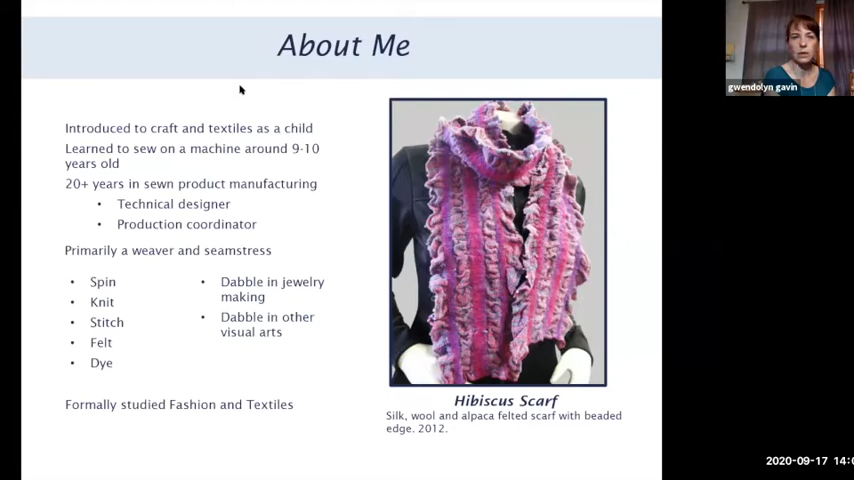 About Me
gwendolyn gavin
Introduced to craft and textiles as a child
Learned to sew on a machine around 9-10
years old
20+ years in sewn product manufacturing
• Technical designer
• Production coordinator
Primarily a weaver and seamstress
• Spin
• Knit
• Stitch
• Felt
• Dye
• Dabble in jewelry
making
• Dabble in other
visual arts
Formally studied Fashion and Textiles
Hibiscus Scarf
Silk, wool and alpaca felted scarf with beaded
edge. 2012.
2020-09-17 14:0